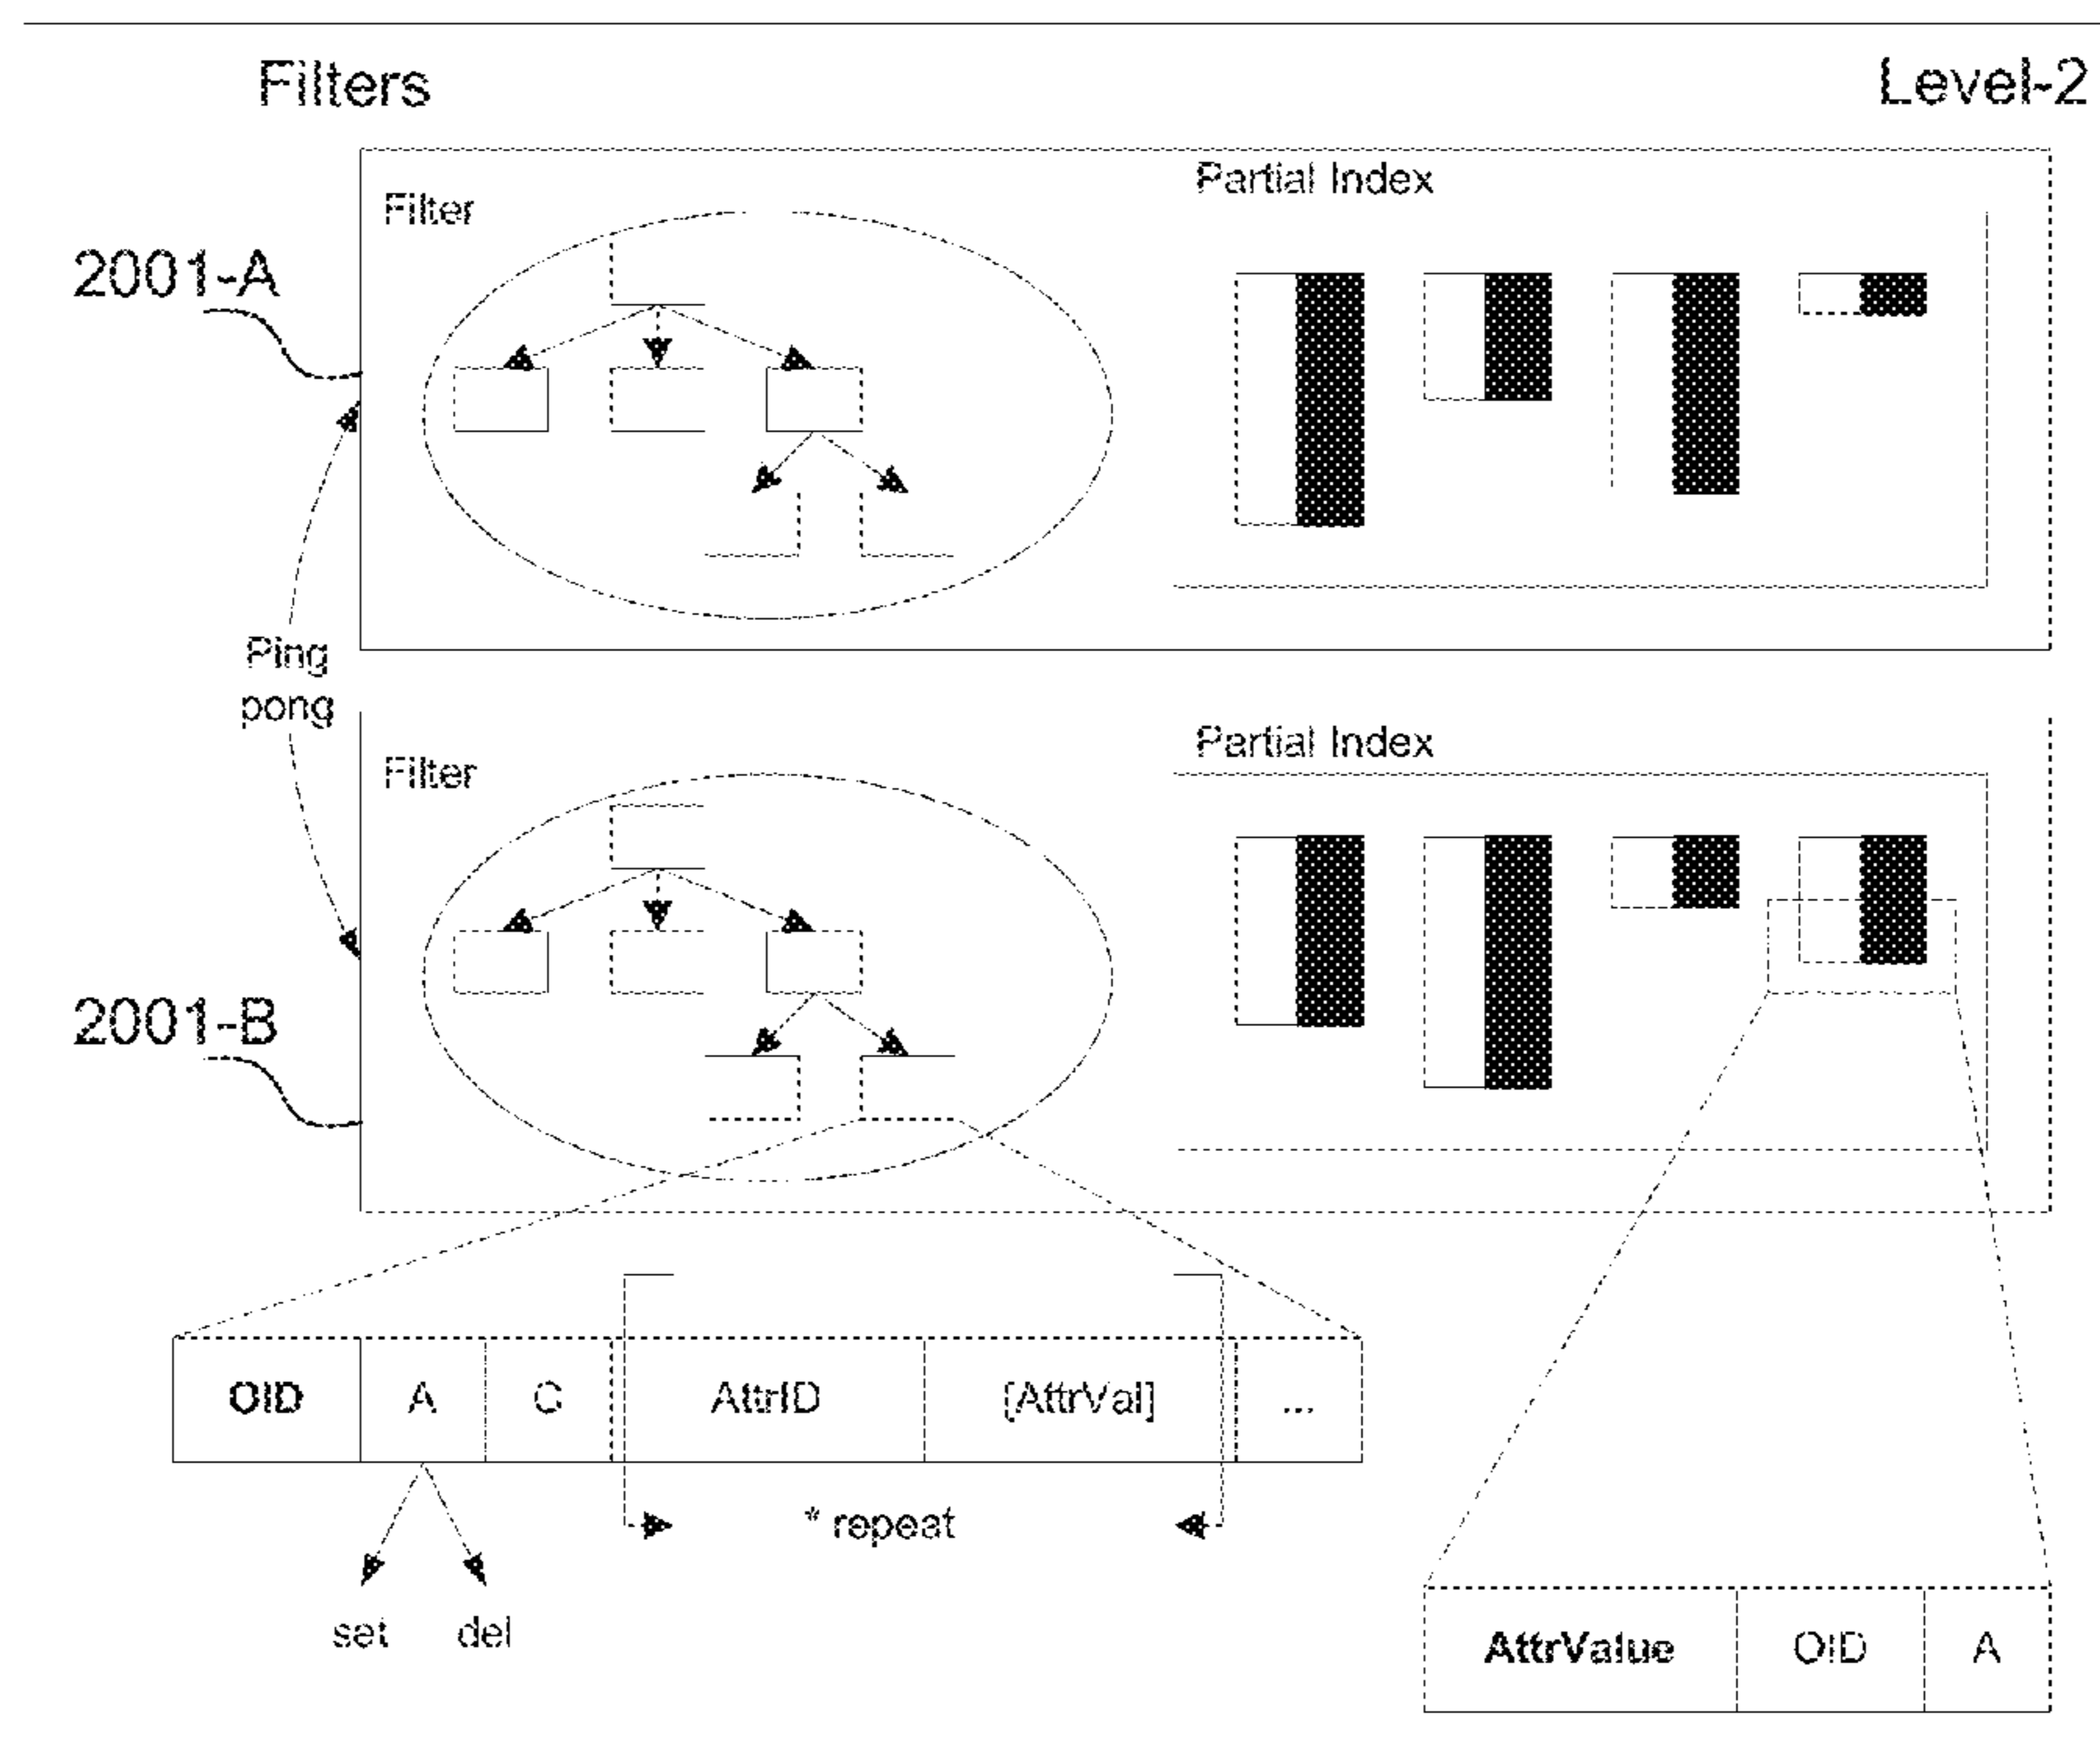 Filters
Level-2
Partial Index
Filter
2001-A
Ping
pong
Partial Index
Filter
2001-B
OID A C AttrID [AttrVal] ...
* repeat
set del
AttrValue OID A